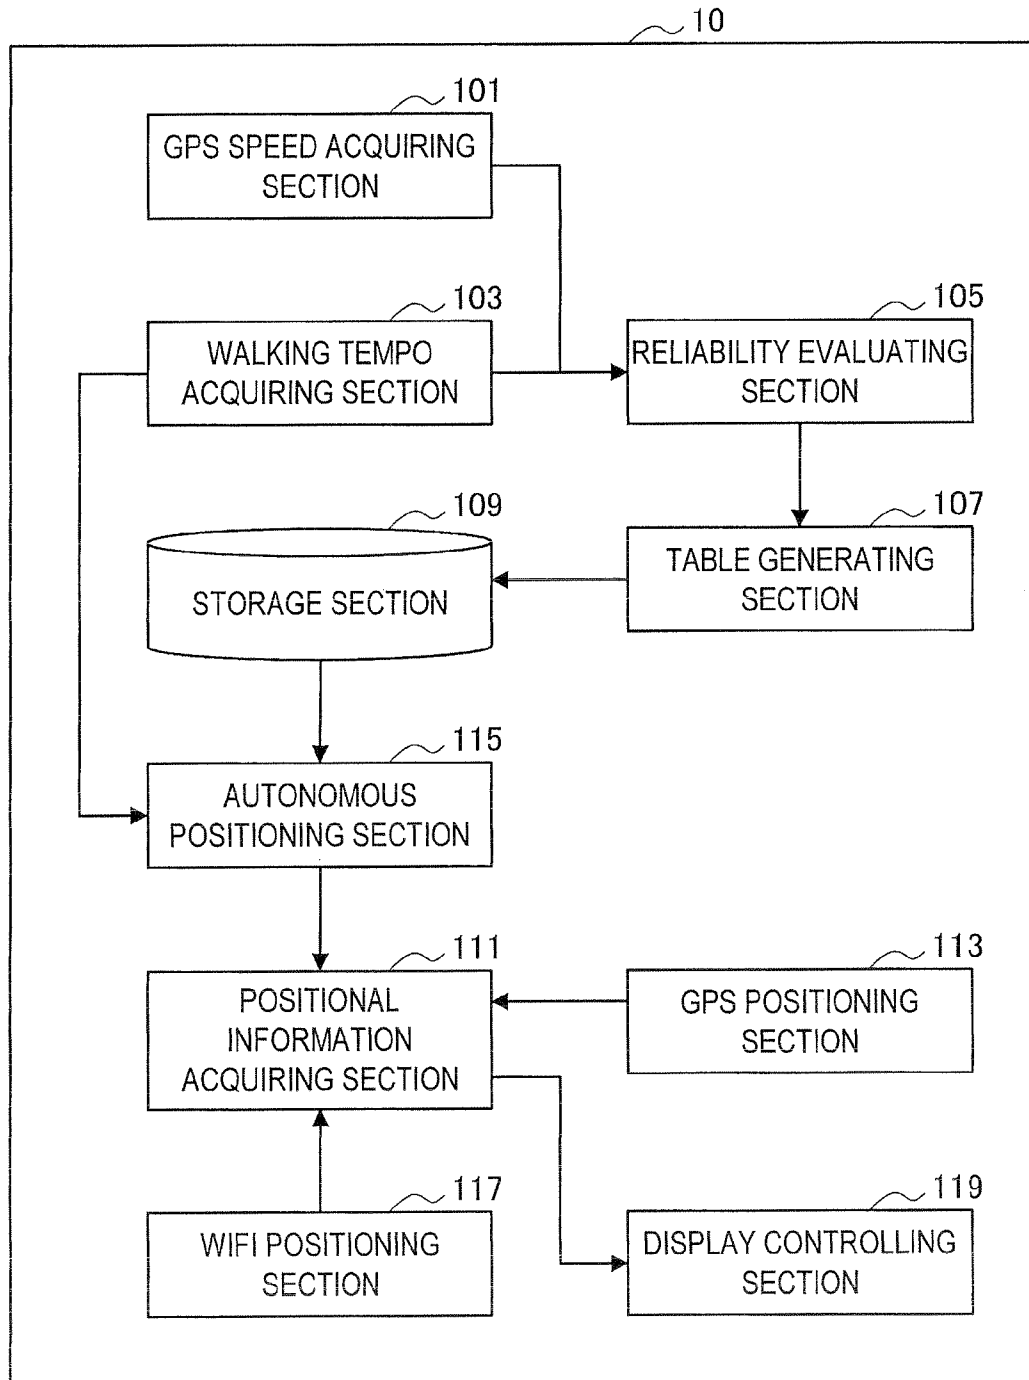 10
101
GPS SPEED ACQUIRING
SECTION
103
WALKING TEMPO
ACQUIRING SECTION
105
RELIABILITY EVALUATING
SECTION
109
STORAGE SECTION
107
TABLE GENERATING
SECTION
115
AUTONOMOUS
POSITIONING SECTION
111
POSITIONAL
INFORMATION
ACQUIRING SECTION
113
GPS POSITIONING
SECTION
117
WIFI POSITIONING
SECTION
119
DISPLAY CONTROLLING
SECTION